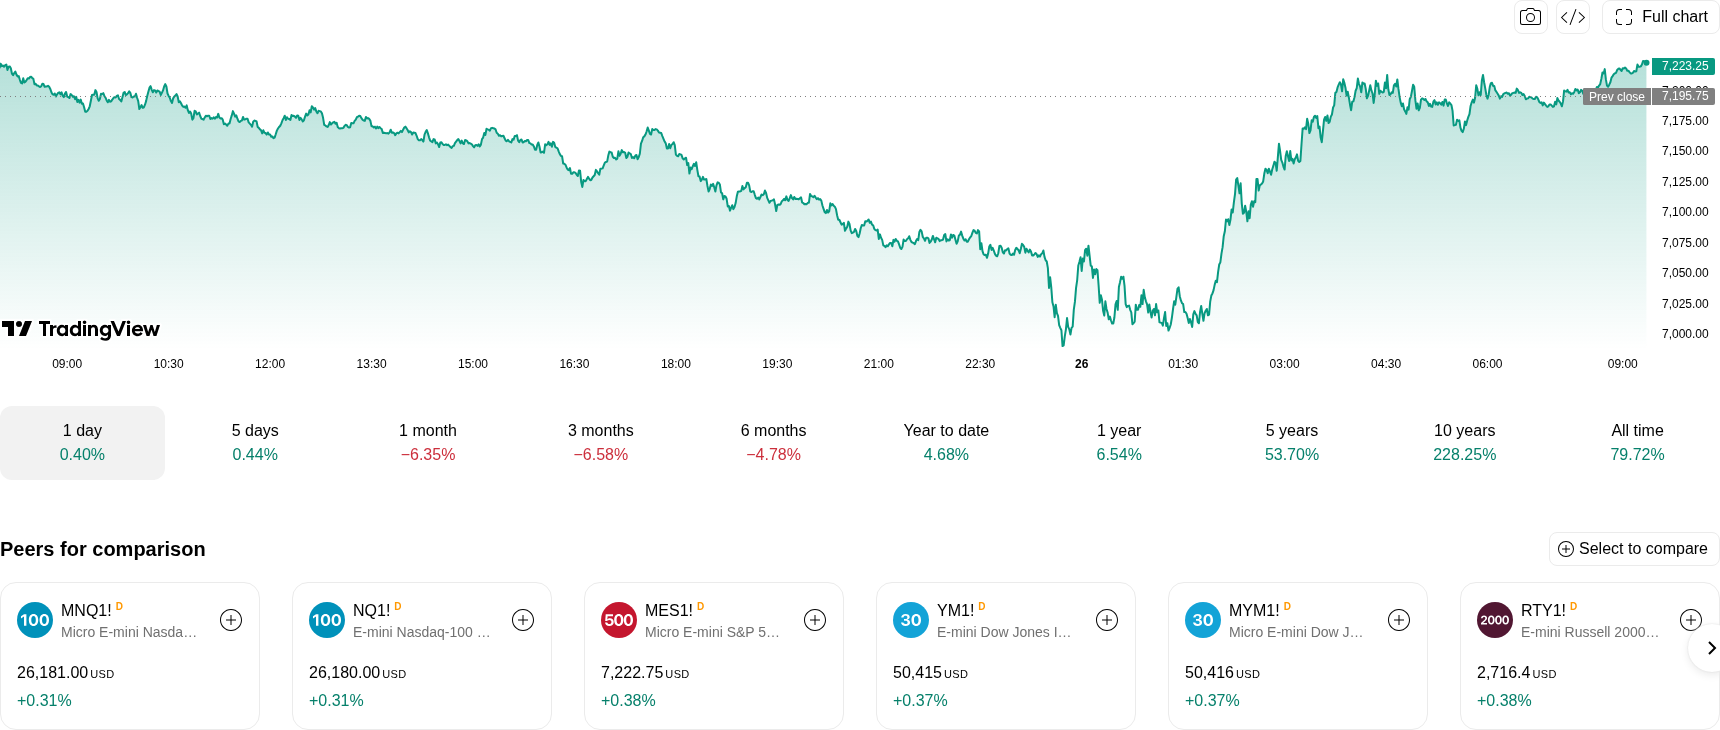 </> Full chart
7,223.25
Prev close 7,195.75
7,175.00
7,150.00
7,125.00
7,100.00
7,075.00
7,050.00
7,025.00
7,000.00
TradingView
09:00 10:30 12:00 13:30 15:00 16:30 18:00 19:30 21:00 22:30 26 01:30 03:00 04:30 06:00 09:00
1 day 5 days 1 month 3 months 6 months Year to date 1 year 5 years 10 years All time
0.40% 0.44% −6.35% −6.58% −4.78% 4.68% 6.54% 53.70% 228.25% 79.72%
Peers for comparison
Select to compare
100 MNQ1! D
Micro E-mini Nasda…
26,181.00 USD
+0.31%
100 NQ1! D
E-mini Nasdaq-100 …
26,180.00 USD
+0.31%
500 MES1! D
Micro E-mini S&P 5…
7,222.75 USD
+0.38%
30 YM1! D
E-mini Dow Jones I…
50,415 USD
+0.37%
30 MYM1! D
Micro E-mini Dow J…
50,416 USD
+0.37%
2000 RTY1! D
E-mini Russell 2000…
2,716.4 USD
+0.38%